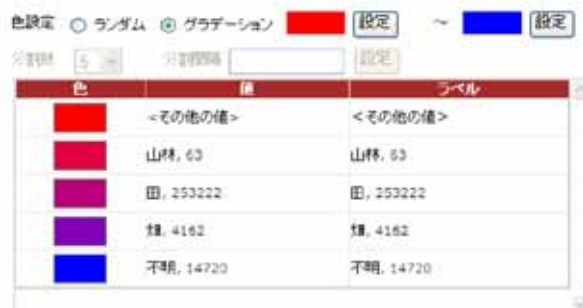 色設定 ランダム グラデーション 設定 ～ 設定
分割数 5 分割間隔 設定
色 値 ラベル
<その他の値> <その他の値>
山林, 63 山林, 63
田, 253222 田, 253222
畑, 4162 畑, 4162
不明, 14720 不明, 14720